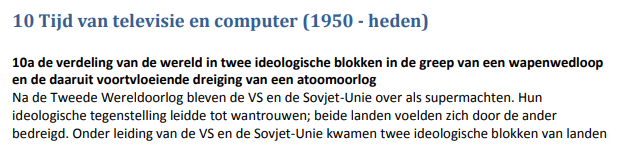 10 Tijd van televisie en computer (1950 - heden)
10a de verdeling van de wereld in twee ideologische blokken in de greep van een wapenwedloop
en de daaruit voortvloeiende dreiging van een atoomoorlog
Na de Tweede Wereldoorlog bleven de VS en de Sovjet-Unie over als supermachten. Hun
ideologische tegenstelling leidde tot wantrouwen; beide landen voelden zich door de ander
bedreigd. Onder leiding van de VS en de Sovjet-Unie kwamen twee ideologische blokken van landen